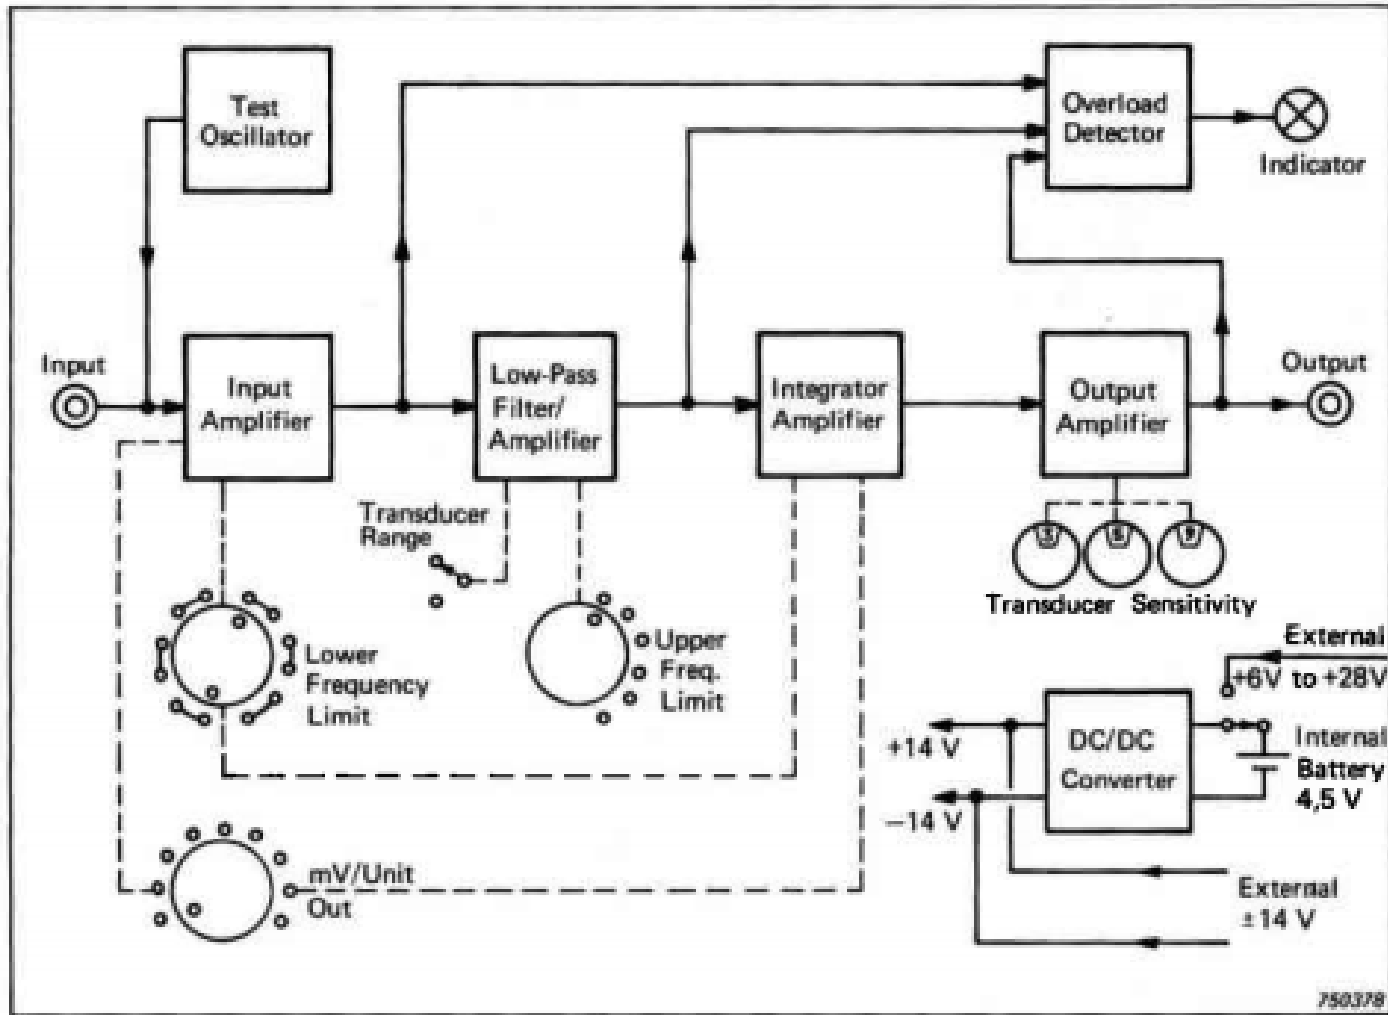 Test
Oscillator
Overload
Detector
Indicator
Input
Input
Amplifier
Low-Pass
Filter/
Amplifier
Integrator
Amplifier
Output
Amplifier
Output
Transducer
Range
Lower
Frequency
Limit
Upper
Freq.
Limit
Transducer Sensitivity
External
+6V to +28V
+14 V
−14 V
DC/DC
Converter
Internal
Battery
4,5 V
mV/Unit
Out
External
±14 V
750378